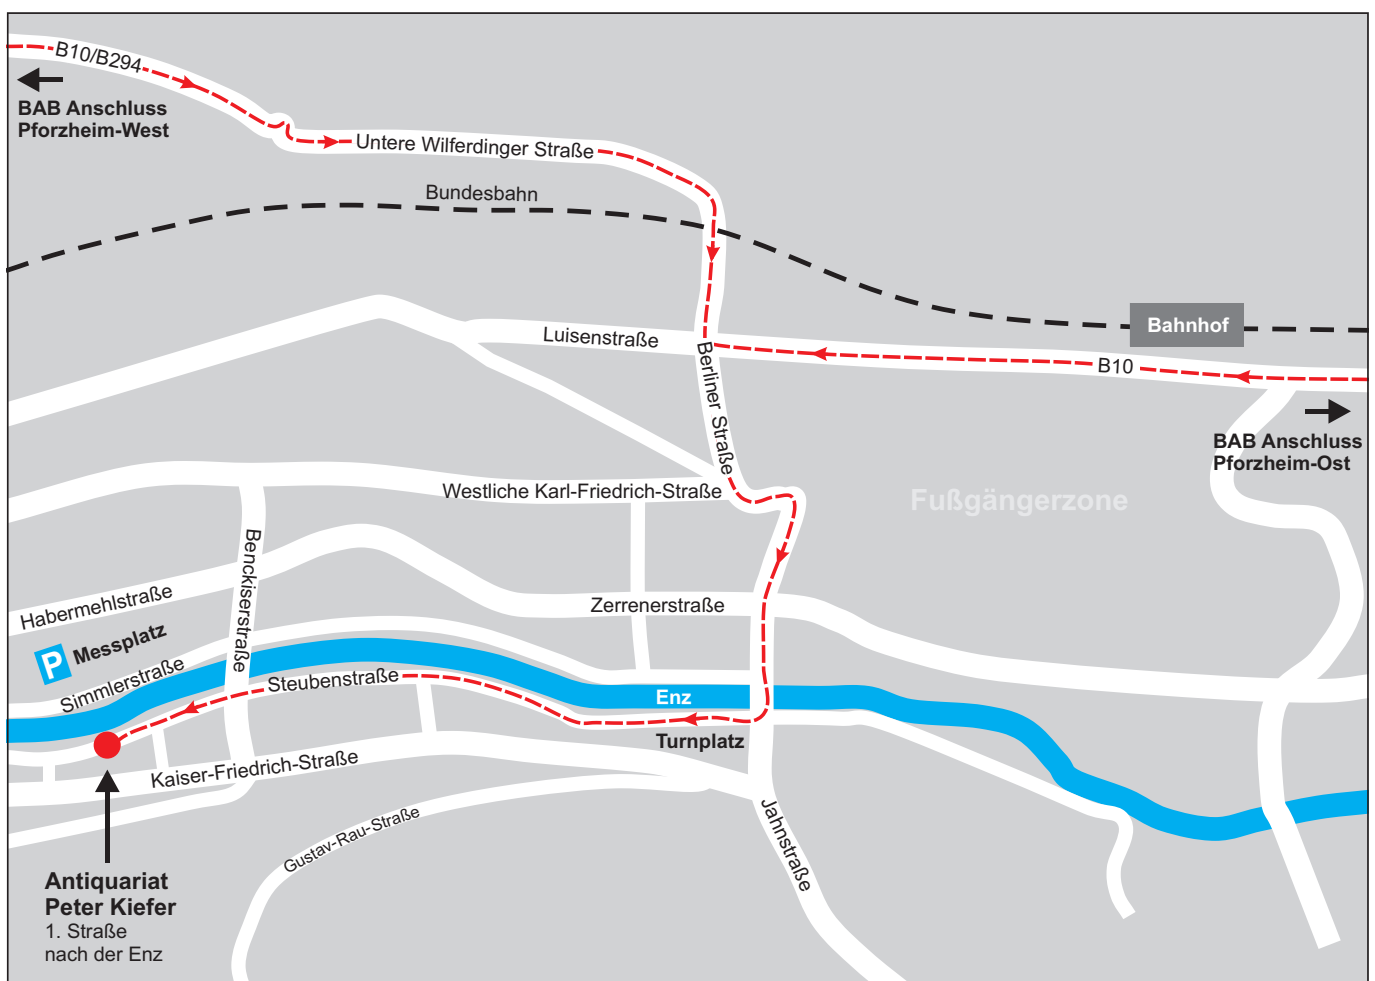 B10/B294
BAB Anschluss
Pforzheim-West
Untere Wilferdinger Straße
Bundesbahn
Bahnhof
Luisenstraße
B10
Berliner Straße
BAB Anschluss
Pforzheim-Ost
Westliche Karl-Friedrich-Straße
Fußgängerzone
Benckiserstraße
Habermehlstraße
Zerrenerstraße
P Messplatz
Simmlerstraße
Steubenstraße
Enz
Turnplatz
Kaiser-Friedrich-Straße
Gustav-Rau-Straße
Jahnstraße
Antiquariat
Peter Kiefer
1. Straße
nach der Enz